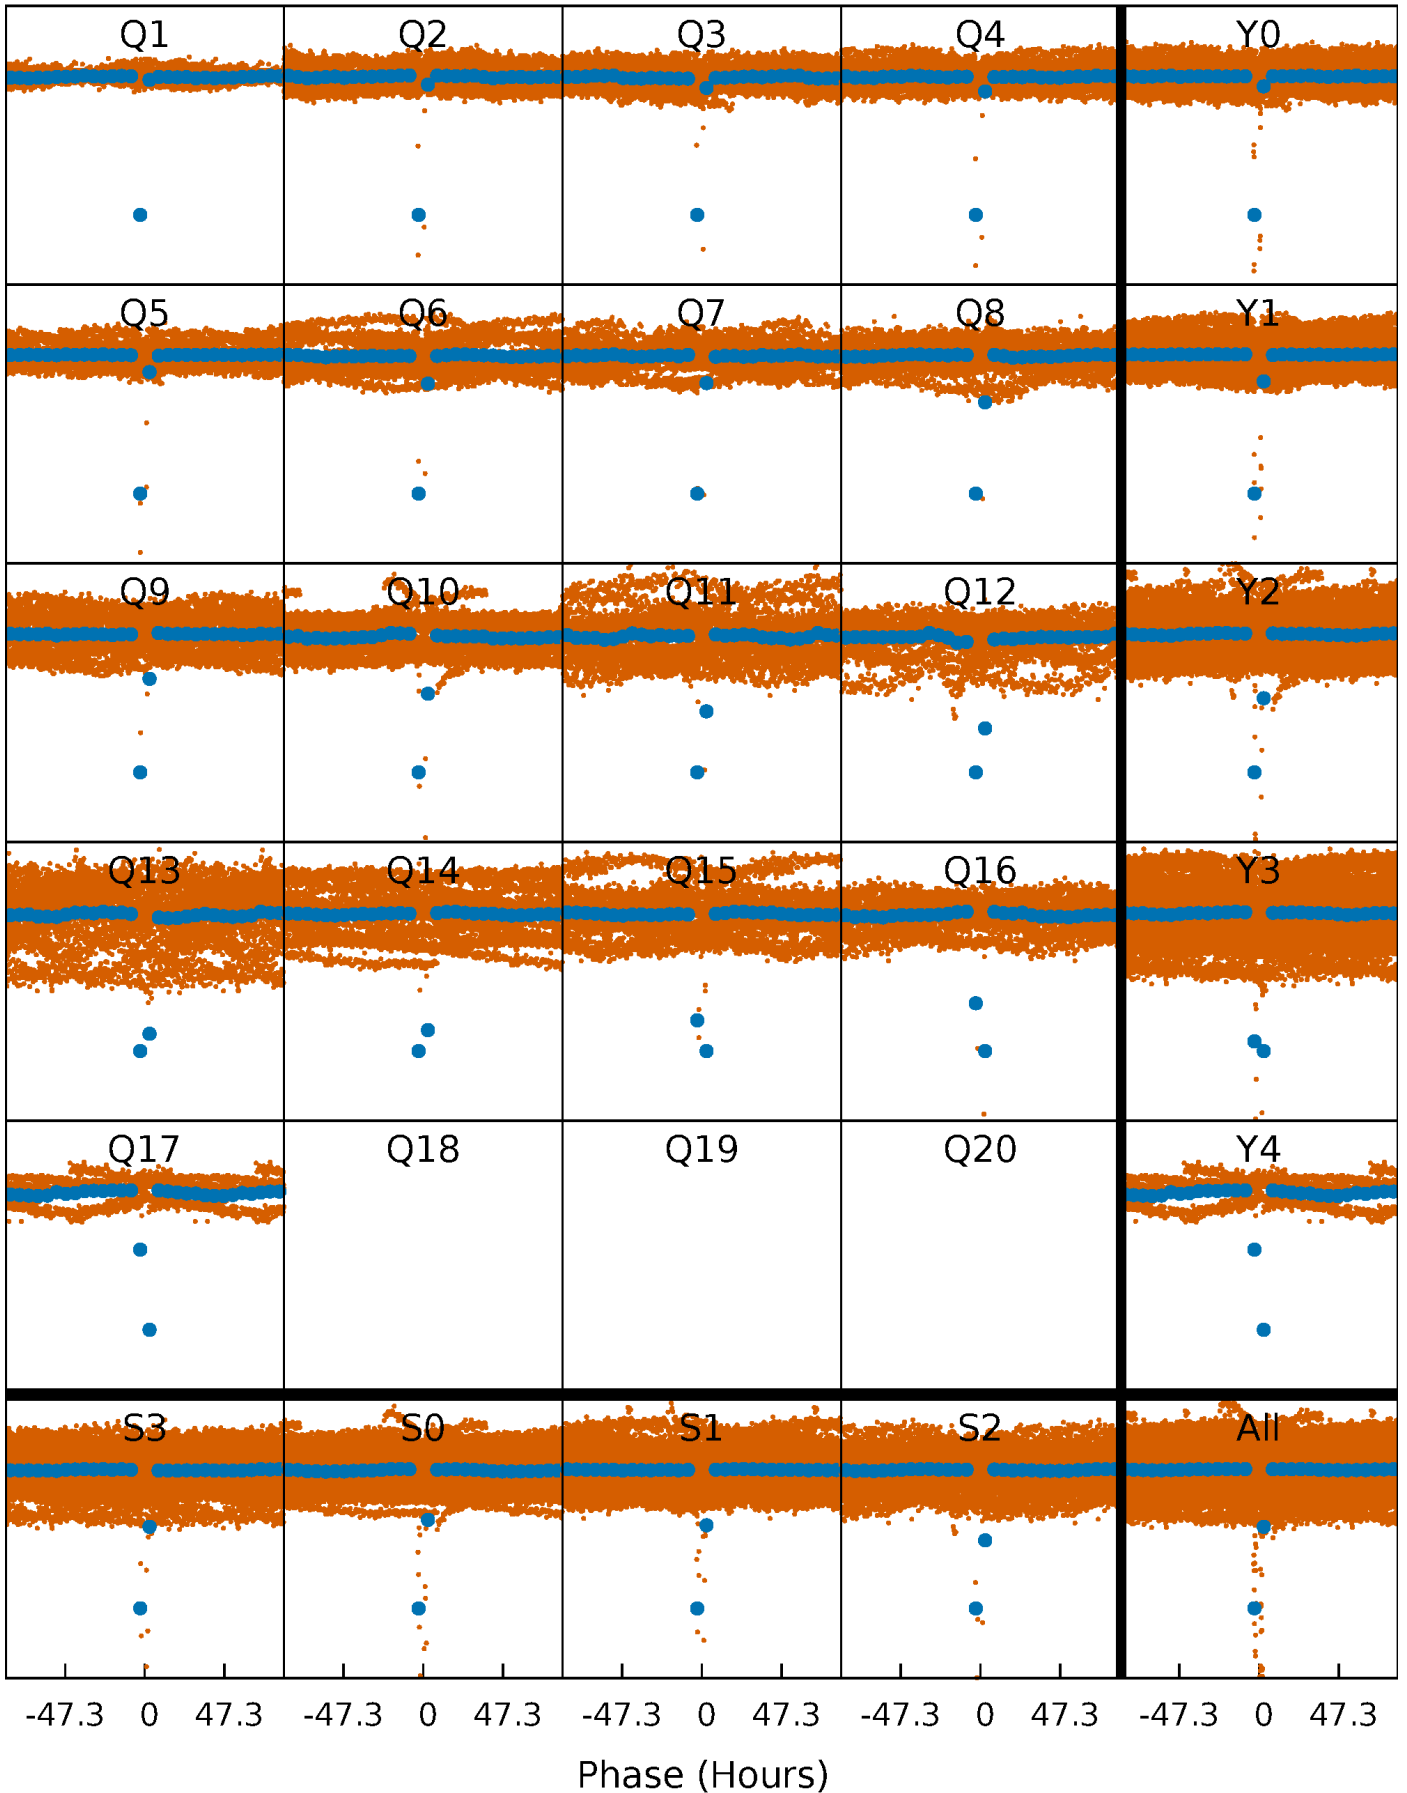 Q1 Q2 Q3 Q4 Y0
Q5 Q6 Q7 Q8 Y1
Q9 Q10 Q11 Q12 Y2
Q13 Q14 Q15 Q16 Y3
Q17 Q18 Q19 Q20 Y4
S3 S0 S1 S2 All
-47.3 0 47.3 -47.3 0 47.3 -47.3 0 47.3 -47.3 0 47.3 -47.3 0 47.3
Phase (Hours)